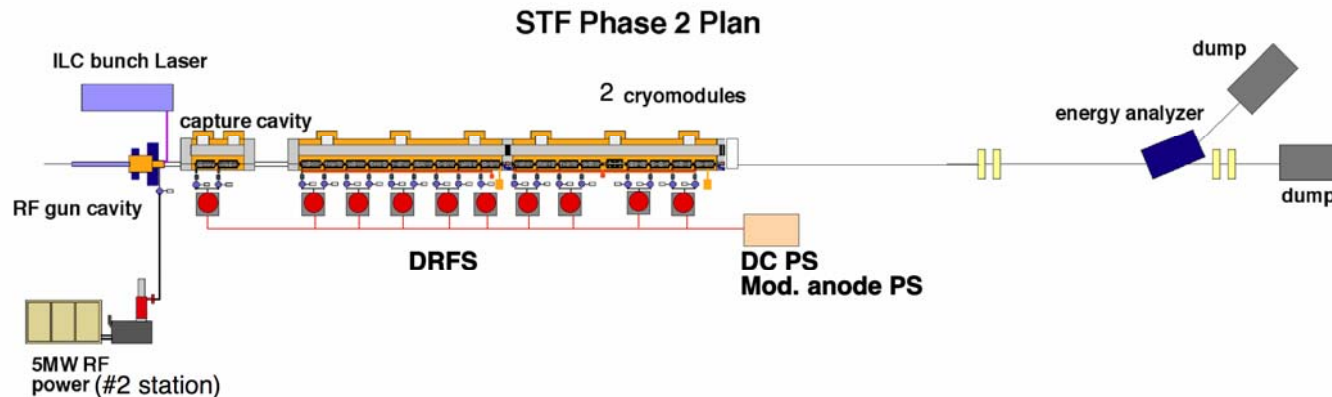 STF Phase 2 Plan
ILC bunch Laser
dump
2 cryomodules
energy analyzer
capture cavity
RF gun cavity
dump
DRFS
DC PS
Mod. anode PS
5MW RF
power (#2 station)